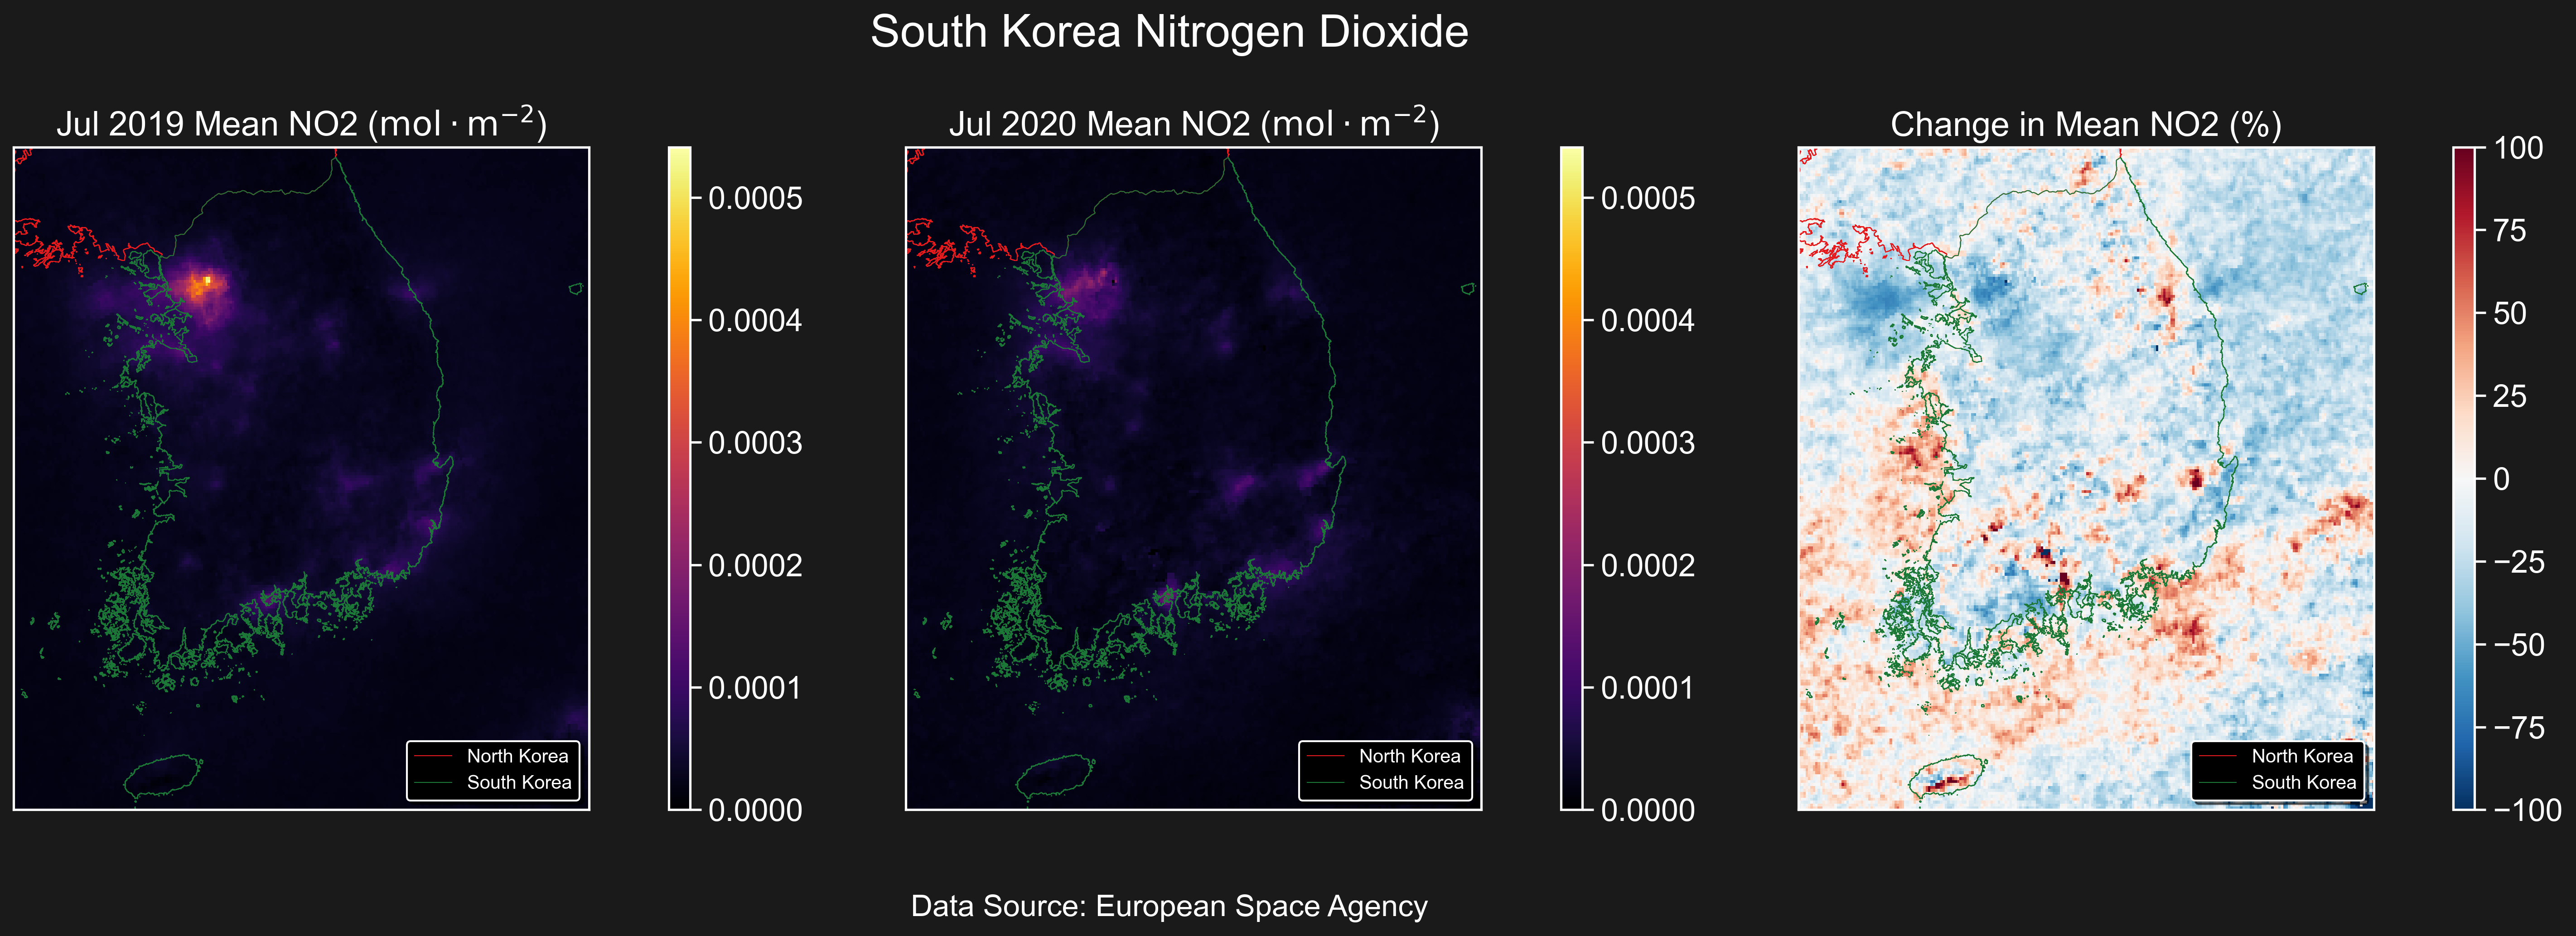 South Korea Nitrogen Dioxide
Jul 2019 Mean NO2 (mol · m⁻²)
0.0005
0.0004
0.0003
0.0002
0.0001
0.0000
North Korea
South Korea
Jul 2020 Mean NO2 (mol · m⁻²)
0.0005
0.0004
0.0003
0.0002
0.0001
0.0000
North Korea
South Korea
Change in Mean NO2 (%)
100
75
50
25
0
−25
−50
−75
−100
North Korea
South Korea
Data Source: European Space Agency